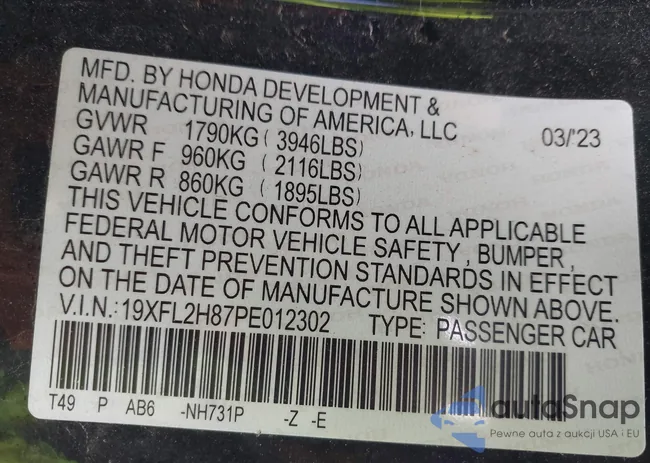 MFD. BY HONDA DEVELOPMENT &
MANUFACTURING OF AMERICA, LLC
GVWR 1790KG ( 3946LBS) 03/'23
GAWR F 960KG ( 2116LBS)
GAWR R 860KG ( 1895LBS)
THIS VEHICLE CONFORMS TO ALL APPLICABLE
FEDERAL MOTOR VEHICLE SAFETY , BUMPER ,
AND THEFT PREVENTION STANDARDS IN EFFECT
ON THE DATE OF MANUFACTURE SHOWN ABOVE.
V.I.N.:19XFL2H87PE012302 TYPE: PASSENGER CAR
T49 P AB6 -NH731P -Z -E
autaSnap
Pewne auta z aukcji USA i EU